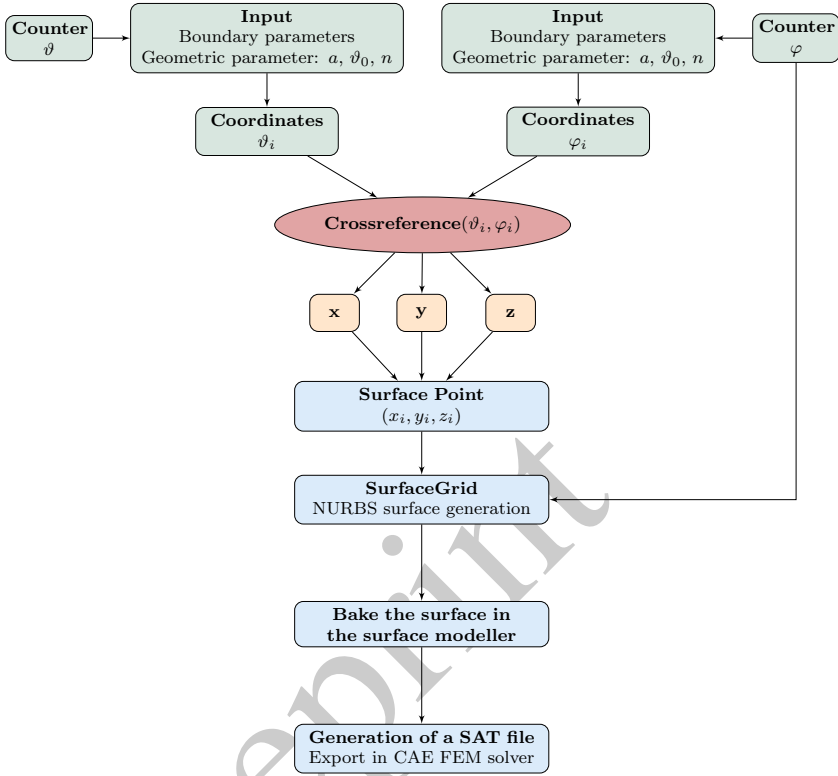 Counter
ϑ
Input
Boundary parameters
Geometric parameter: a, ϑ₀, n
Input
Boundary parameters
Geometric parameter: a, ϑ₀, n
Counter
φ
Coordinates
ϑᵢ
Coordinates
φᵢ
Crossreference(ϑᵢ, φᵢ)
x
y
z
Surface Point
(xᵢ, yᵢ, zᵢ)
SurfaceGrid
NURBS surface generation
Bake the surface in
the surface modeller
Generation of a SAT file
Export in CAE FEM solver
eprint